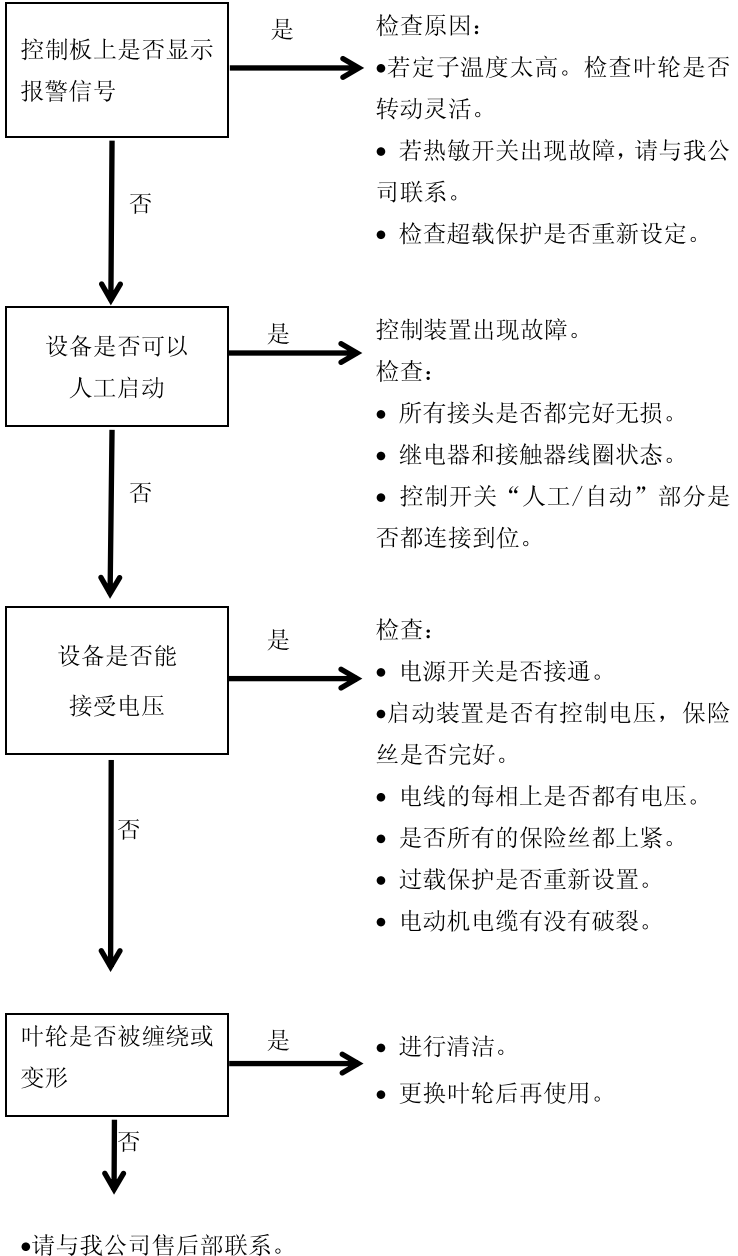 控制板上是否显示
报警信号
是
检查原因：
•若定子温度太高。检查叶轮是否
转动灵活。
• 若热敏开关出现故障，请与我公
司联系。
• 检查超载保护是否重新设定。
否
设备是否可以
人工启动
是
控制装置出现故障。
检查：
• 所有接头是否都完好无损。
• 继电器和接触器线圈状态。
• 控制开关“人工/自动”部分是
否都连接到位。
否
设备是否能
接受电压
是
检查：
• 电源开关是否接通。
•启动装置是否有控制电压，保险
丝是否完好。
• 电线的每相上是否都有电压。
• 是否所有的保险丝都上紧。
• 过载保护是否重新设置。
• 电动机电缆有没有破裂。
否
叶轮是否被缠绕或
变形
是
• 进行清洁。
• 更换叶轮后再使用。
否
•请与我公司售后部联系。